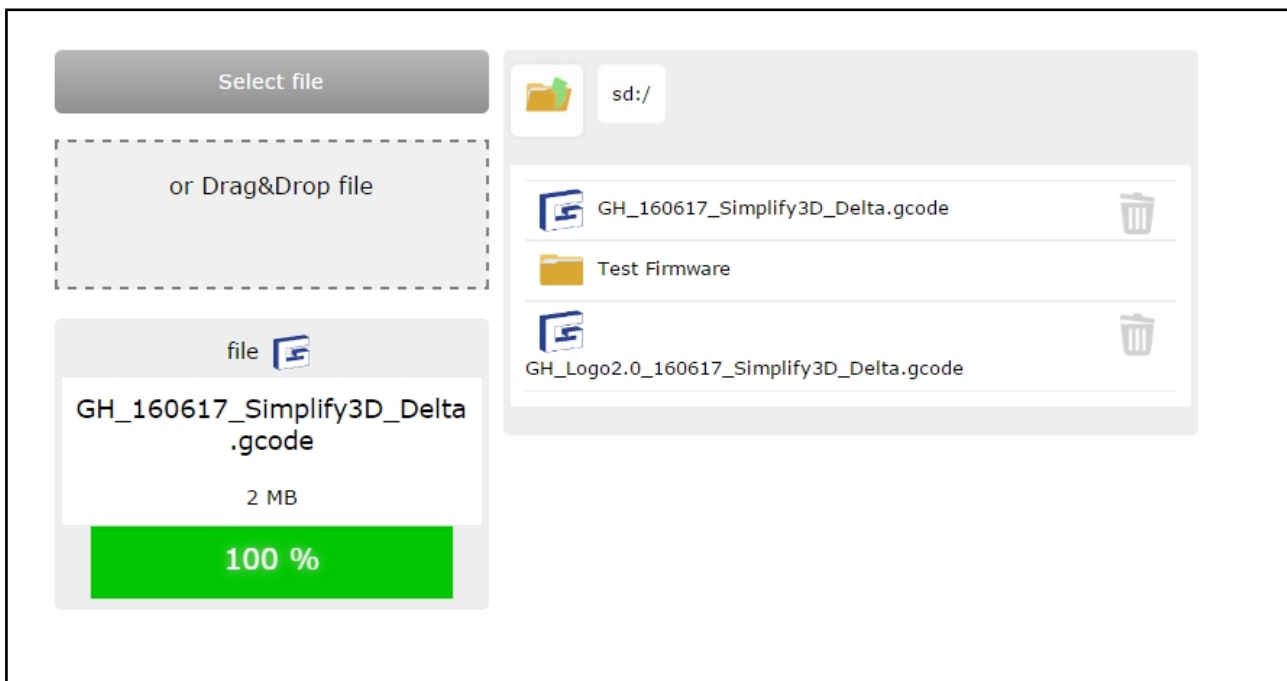 Select file
or Drag&Drop file
file
GH_160617_Simplify3D_Delta
.gcode
2 MB
100 %
sd:/
GH_160617_Simplify3D_Delta.gcode
Test Firmware
GH_Logo2.0_160617_Simplify3D_Delta.gcode